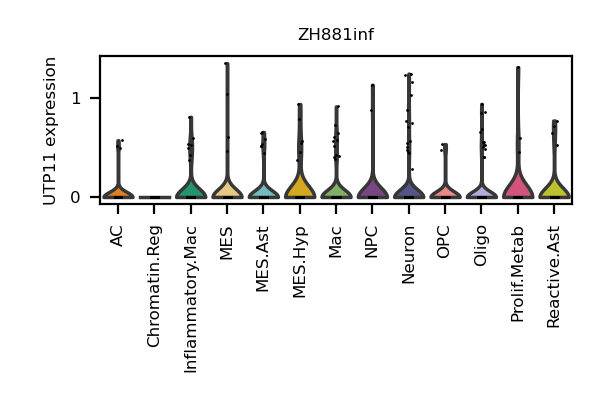 ZH881inf
UTP11 expression
1
0
AC
Chromatin.Reg
Inflammatory.Mac
MES
MES.Ast
MES.Hyp
Mac
NPC
Neuron
OPC
Oligo
Prolif.Metab
Reactive.Ast